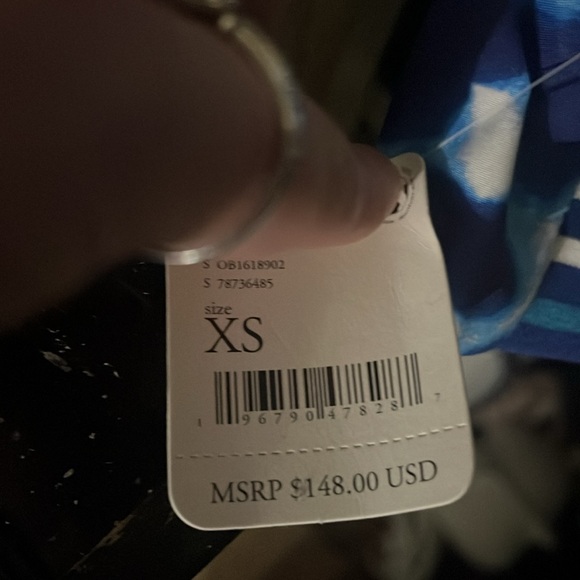 S OB1618902
S 78736485
size
XS
1 96790 47828 7
MSRP $148.00 USD